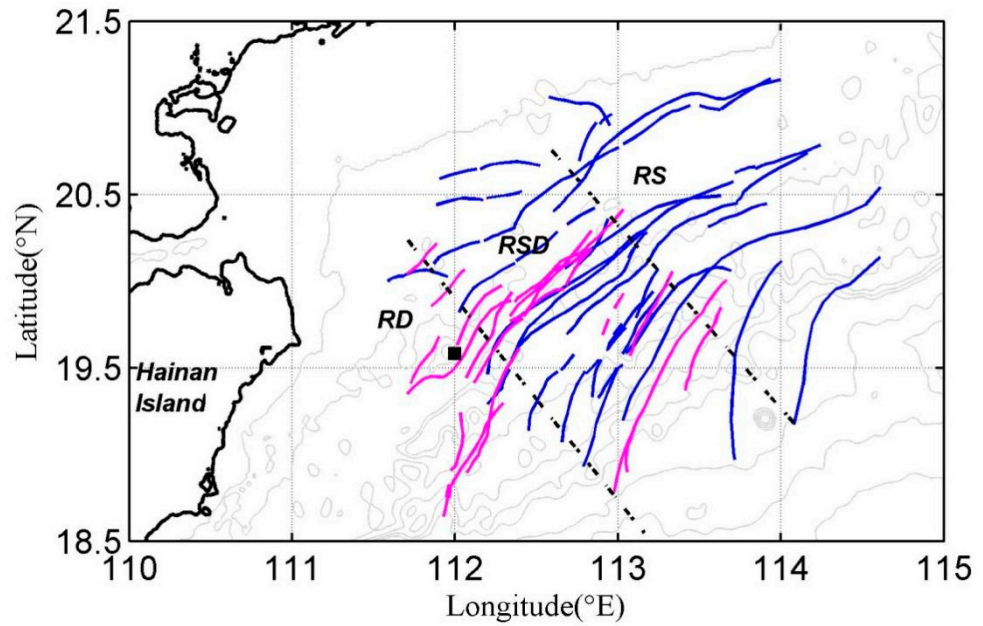 21.5
20.5
19.5
18.5
Latitude(°N)
RS
RSD
RD
Hainan
Island
110
111
112
113
114
115
Longitude(°E)